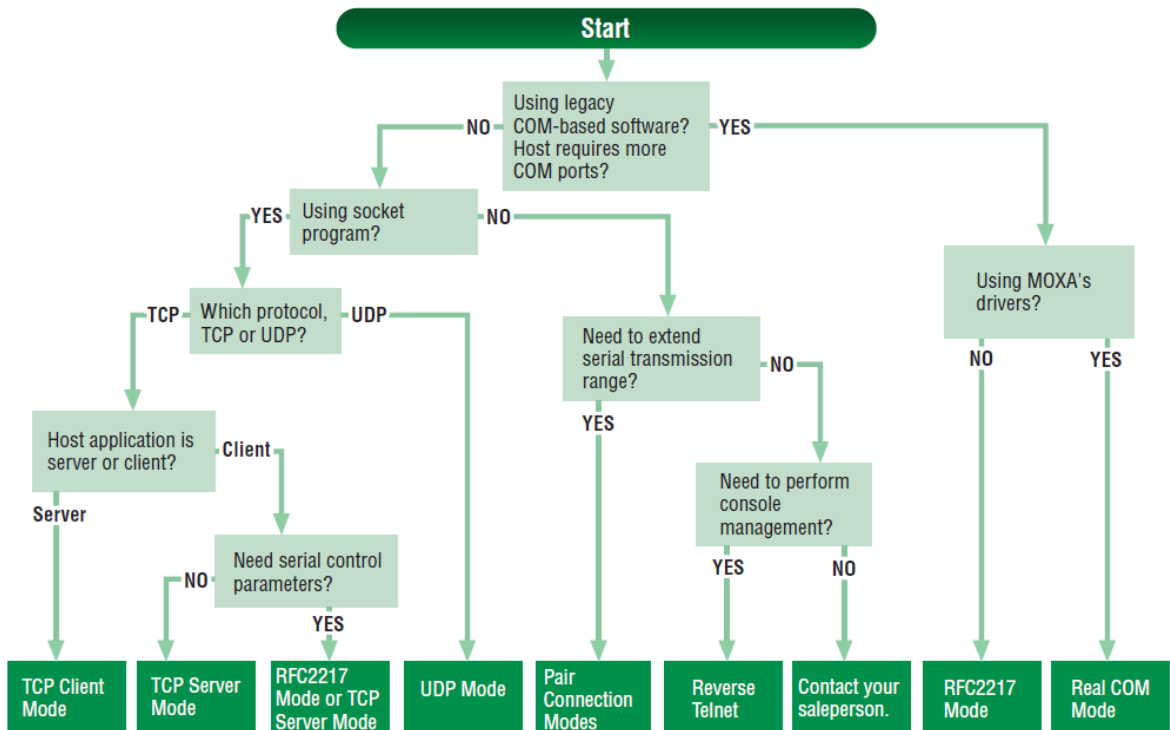 Start
Using legacy
COM-based software?
Host requires more
COM ports?
NO
YES
Using socket
program?
YES
NO
Using MOXA's
drivers?
Which protocol,
TCP or UDP?
TCP
UDP
Need to extend
serial transmission
range?
NO
YES
NO
YES
Host application is
server or client?
Client
Server
Need to perform
console
management?
YES
NO
Need serial control
parameters?
NO
YES
TCP Client
Mode
TCP Server
Mode
RFC2217
Mode or TCP
Server Mode
UDP Mode
Pair
Connection
Modes
Reverse
Telnet
Contact your
saleperson.
RFC2217
Mode
Real COM
Mode